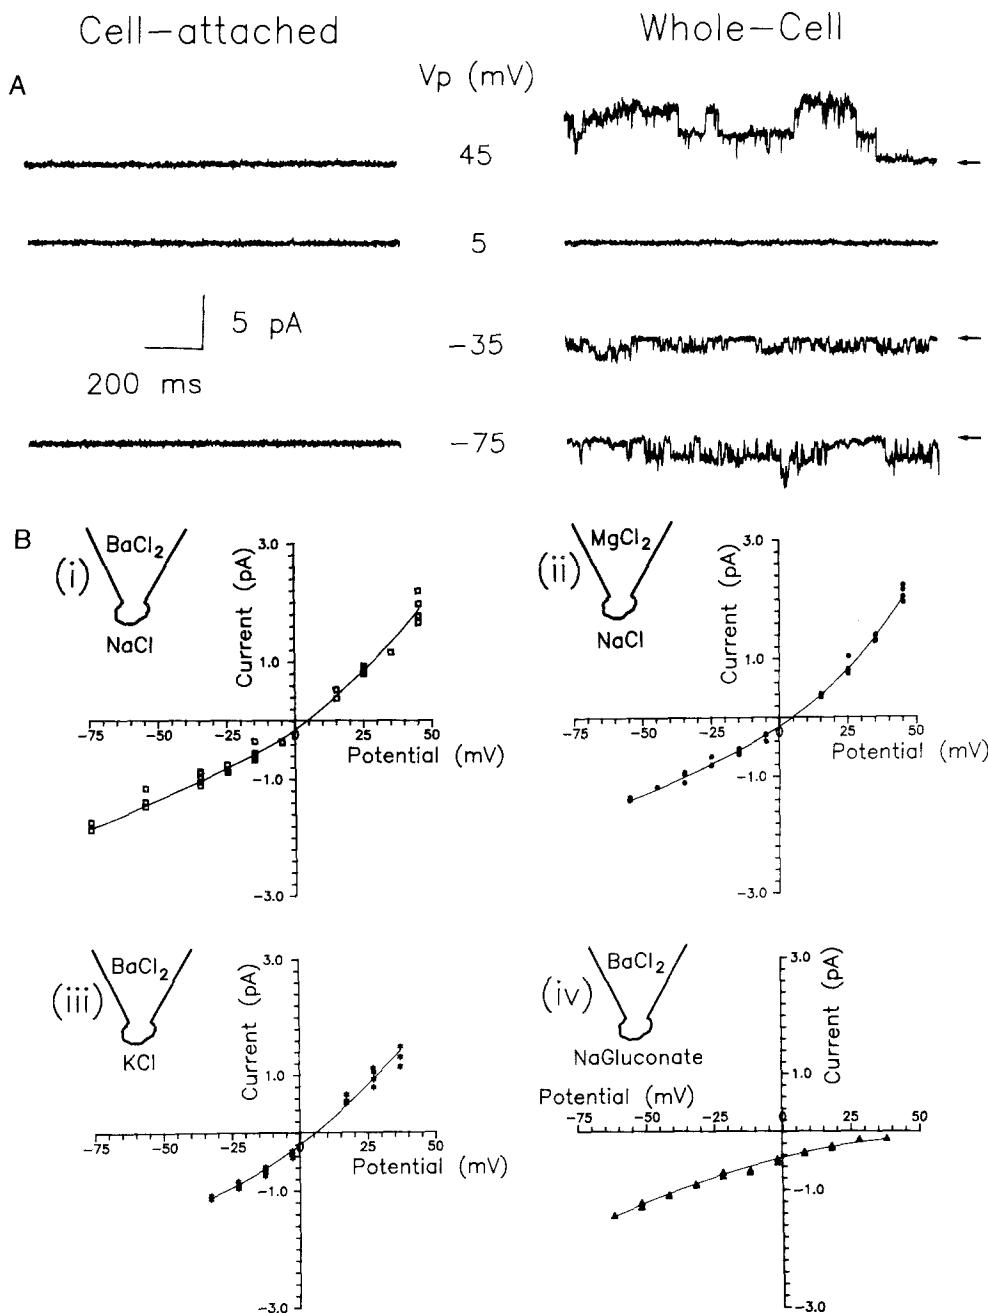 Cell-attached
Whole-Cell
A
Vp (mV)
45
5
5 pA
-35
200 ms
-75
B
(i)
BaCl2
NaCl
Current (pA)
3.0
1.0
-75
-50
-25
0
25
50
Potential (mV)
-1.0
-3.0
(ii)
MgCl2
NaCl
Current (pA)
3.0
1.0
-75
-50
-25
0
25
50
Potential (mV)
-1.0
-3.0
(iii)
BaCl2
KCl
Current (pA)
3.0
1.0
-75
-50
-25
0
25
50
Potential (mV)
-1.0
-3.0
(iv)
BaCl2
NaGluconate
Current (pA)
3.0
1.0
Potential (mV)
-75
-50
-25
0
25
50
-1.0
-3.0